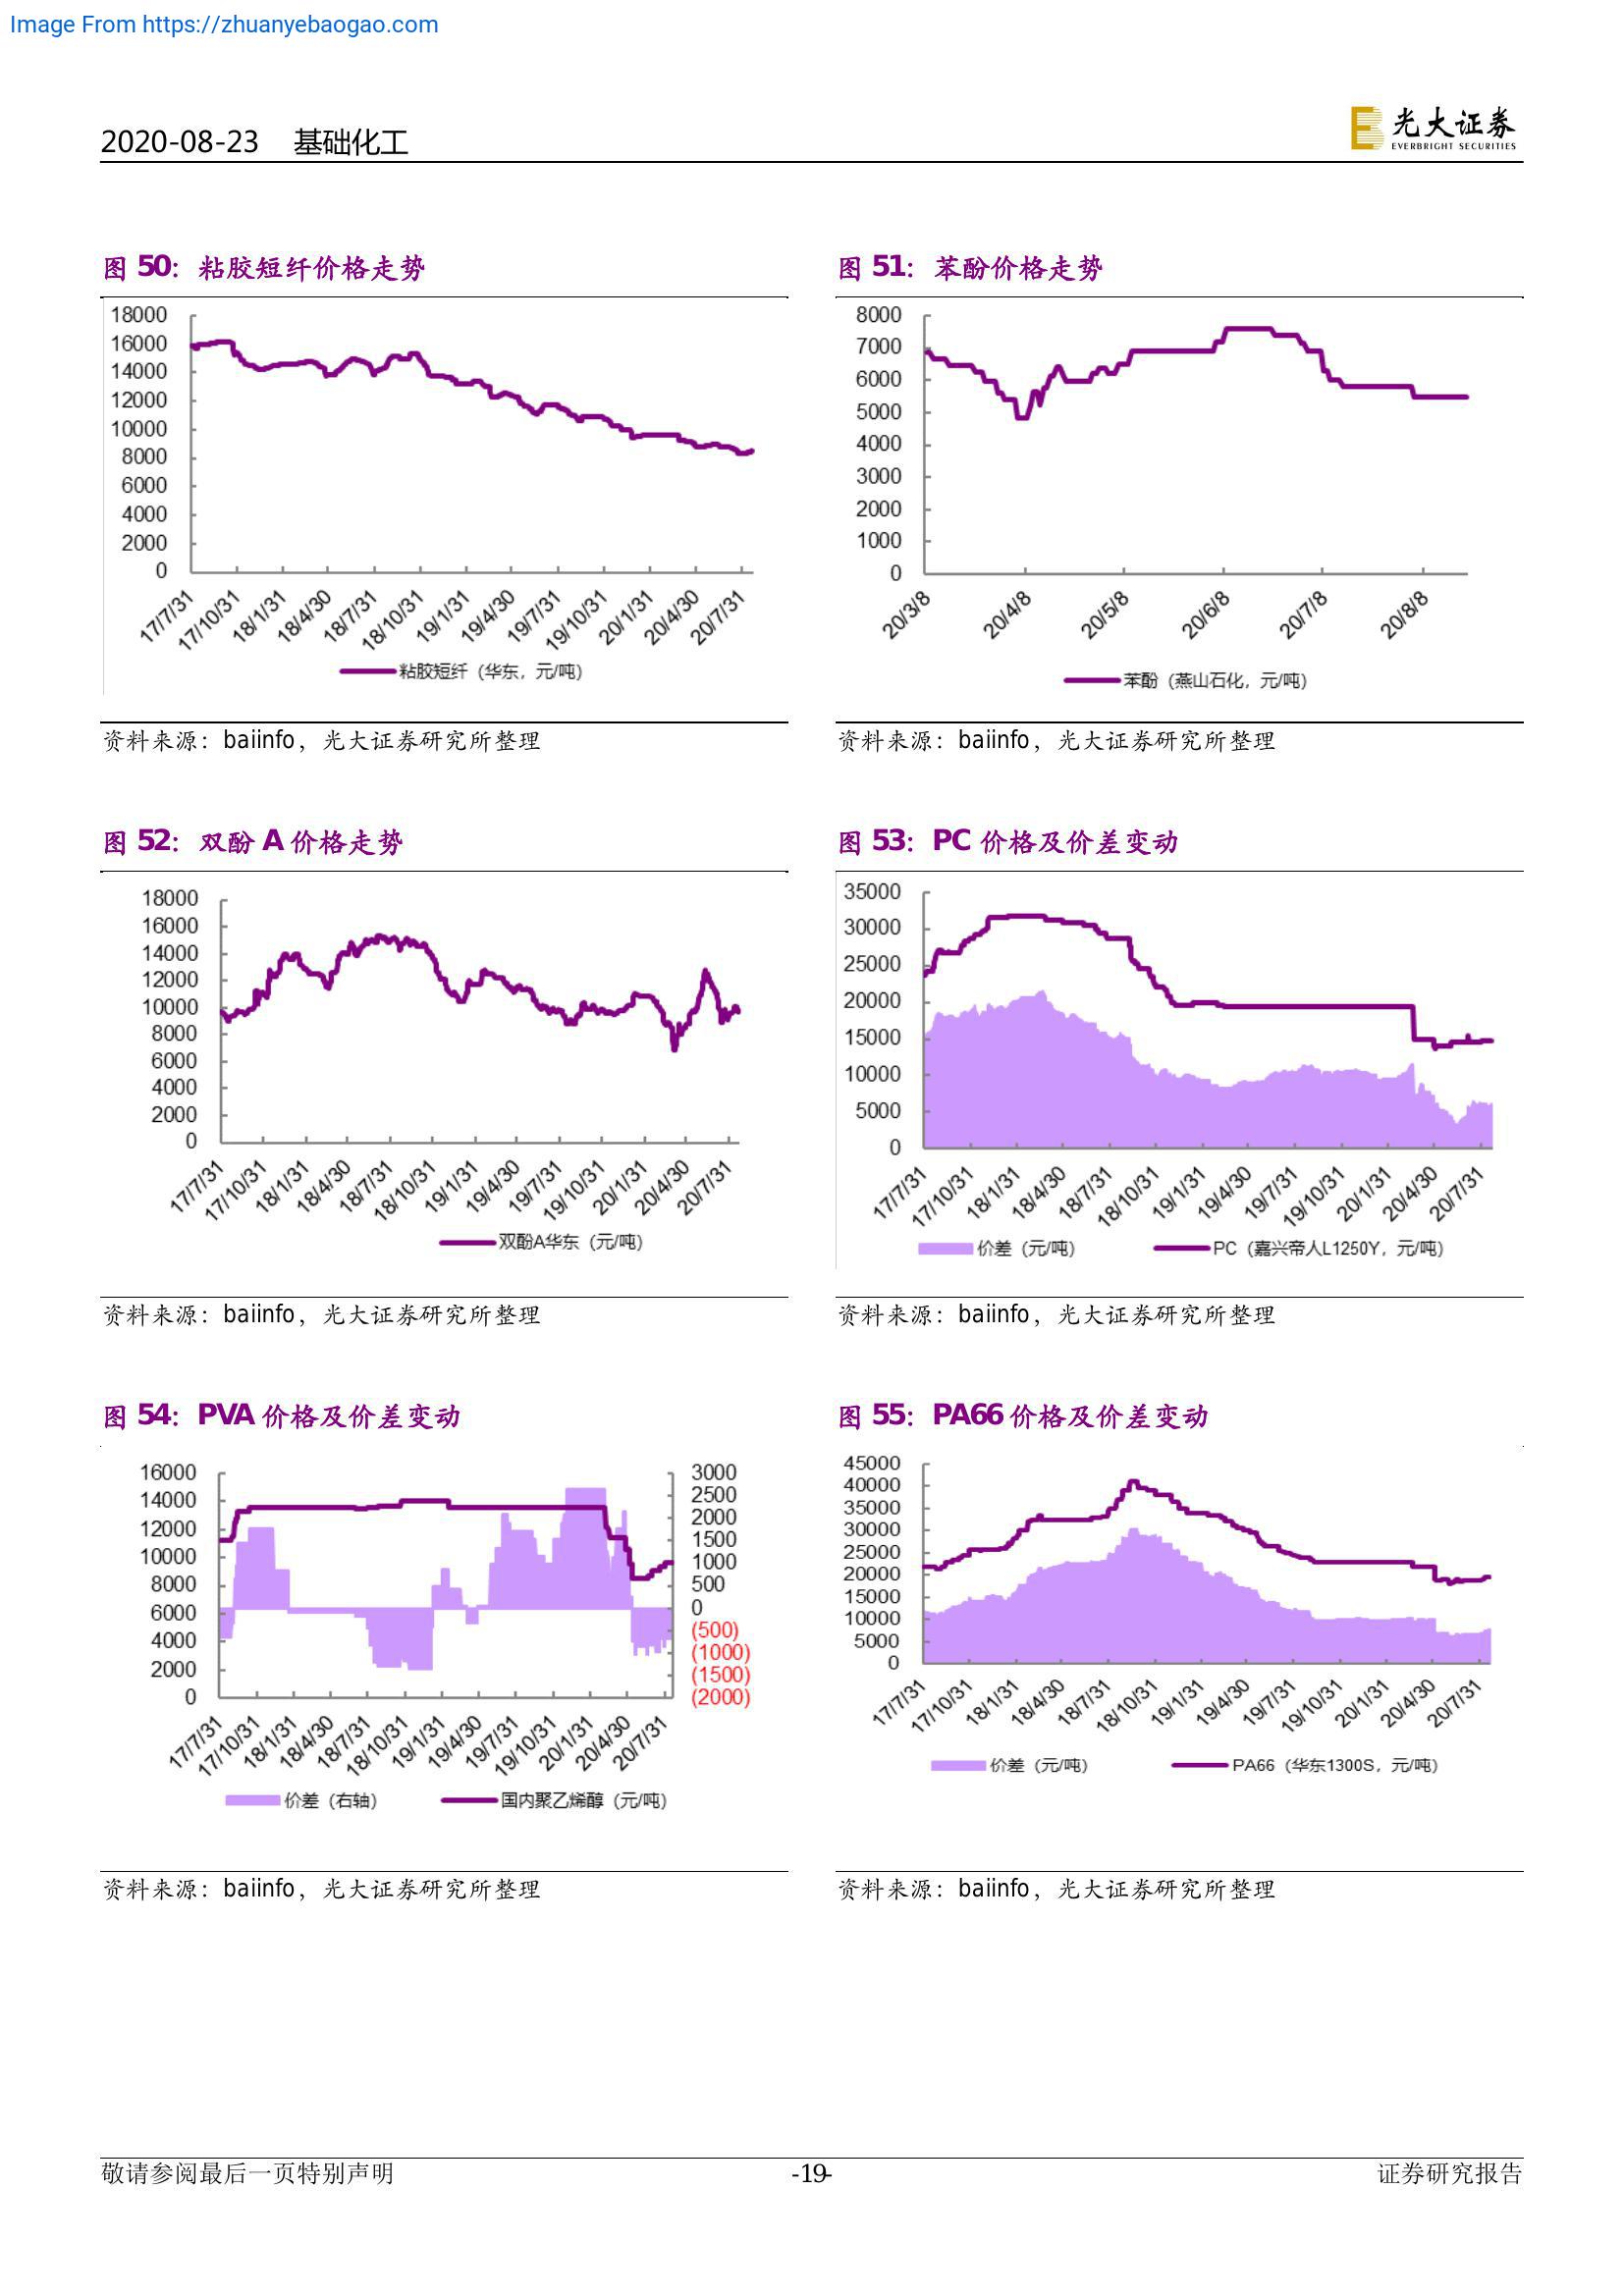 Image From https://zhuanyebaogao.com
2020-08-23 基础化工
光大证券
EVERBRIGHT SECURITIES
图 50：粘胶短纤价格走势
18000
16000
14000
12000
10000
8000
6000
4000
2000
0
17/7/31 17/10/31 18/1/31 18/4/30 18/7/31 18/10/31 19/1/31 19/4/30 19/7/31 19/10/31 20/1/31 20/4/30 20/7/31
粘胶短纤（华东，元/吨）
资料来源：baiinfo，光大证券研究所整理
图 51：苯酚价格走势
8000
7000
6000
5000
4000
3000
2000
1000
0
20/3/8 20/4/8 20/5/8 20/6/8 20/7/8 20/8/8
苯酚（燕山石化，元/吨）
资料来源：baiinfo，光大证券研究所整理
图 52：双酚 A 价格走势
18000
16000
14000
12000
10000
8000
6000
4000
2000
0
17/7/31 17/10/31 18/1/31 18/4/30 18/7/31 18/10/31 19/1/31 19/4/30 19/7/31 19/10/31 20/1/31 20/4/30 20/7/31
双酚A华东（元/吨）
资料来源：baiinfo，光大证券研究所整理
图 53：PC 价格及价差变动
35000
30000
25000
20000
15000
10000
5000
0
17/7/31 17/10/31 18/1/31 18/4/30 18/7/31 18/10/31 19/1/31 19/4/30 19/7/31 19/10/31 20/1/31 20/4/30 20/7/31
价差（元/吨） PC（嘉兴帝人L1250Y，元/吨）
资料来源：baiinfo，光大证券研究所整理
图 54：PVA 价格及价差变动
16000
14000
12000
10000
8000
6000
4000
2000
0
3000
2500
2000
1500
1000
500
0
(500)
(1000)
(1500)
(2000)
17/7/31 17/10/31 18/1/31 18/4/30 18/7/31 18/10/31 19/1/31 19/4/30 19/7/31 19/10/31 20/1/31 20/4/30 20/7/31
价差（右轴） 国内聚乙烯醇（元/吨）
资料来源：baiinfo，光大证券研究所整理
图 55：PA66 价格及价差变动
45000
40000
35000
30000
25000
20000
15000
10000
5000
0
17/7/31 17/10/31 18/1/31 18/4/30 18/7/31 18/10/31 19/1/31 19/4/30 19/7/31 19/10/31 20/1/31 20/4/30 20/7/31
价差（元/吨） PA66（华东1300S，元/吨）
资料来源：baiinfo，光大证券研究所整理
敬请参阅最后一页特别声明 -19- 证券研究报告